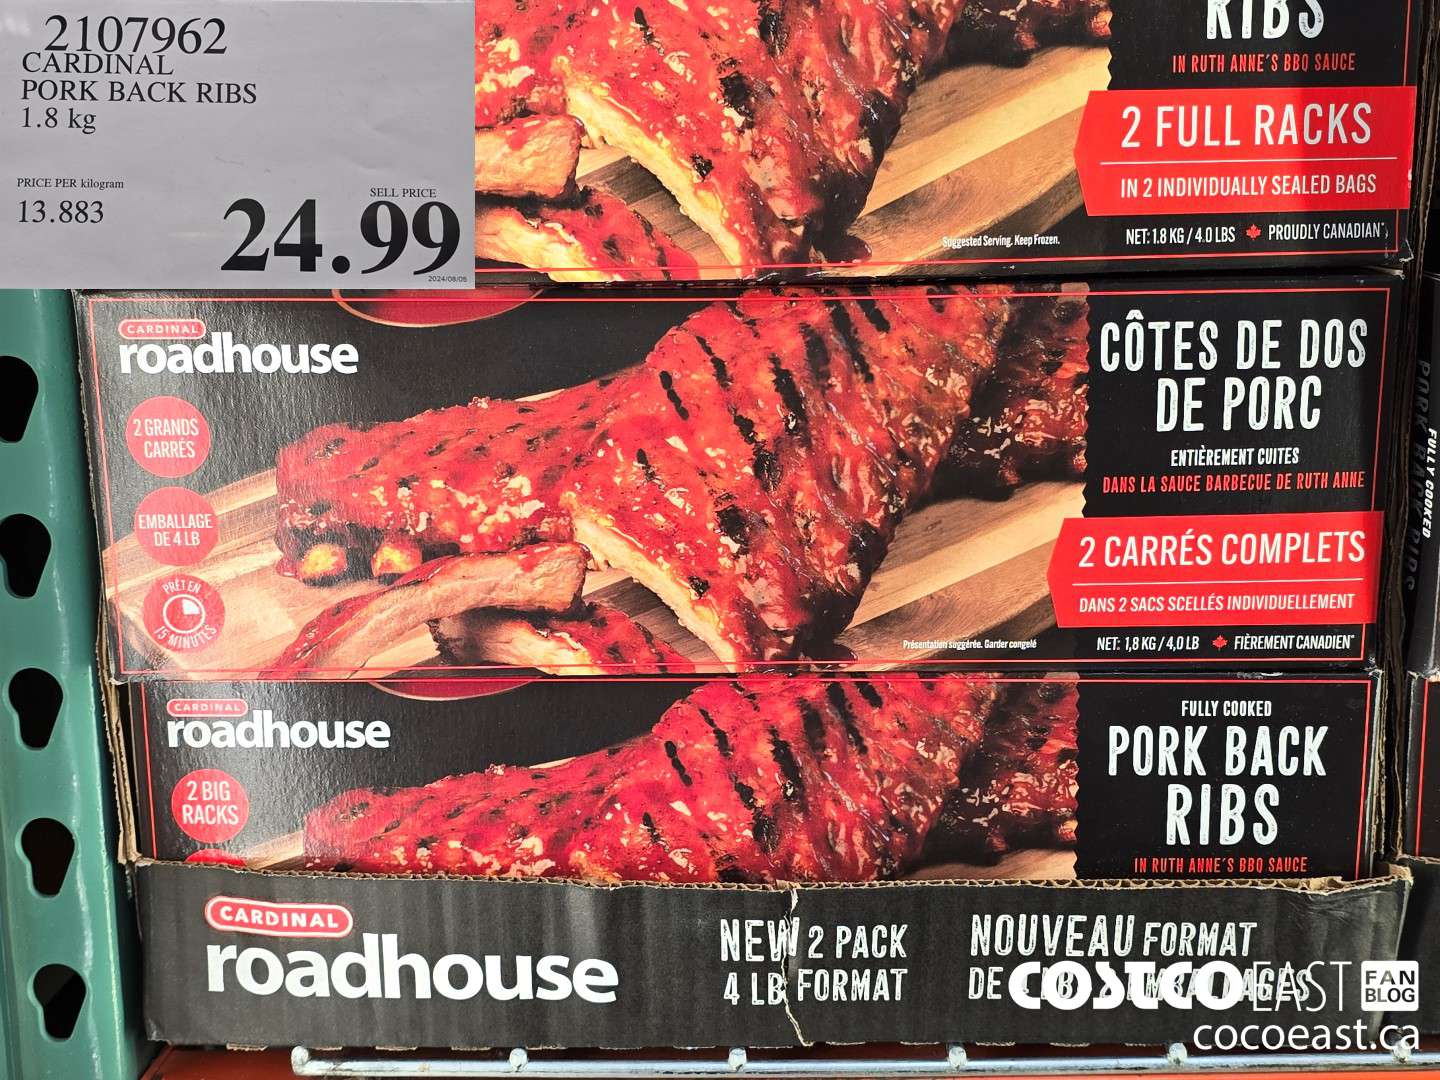 2107962
CARDINAL
PORK BACK RIBS
1.8 kg
PRICE PER kilogram
13.883
SELL PRICE
24.99
2024/08/05
RIBS
IN RUTH ANNE'S BBQ SAUCE
2 FULL RACKS
IN 2 INDIVIDUALLY SEALED BAGS
Suggested Serving. Keep Frozen.
NET: 1.8 KG / 4.0 LBS PROUDLY CANADIAN
CARDINAL
roadhouse
2 GRANDS
CARRÉS
EMBALLAGE
DE 4 LB
PRÊT EN
15 MINUTES
CÔTES DE DOS
DE PORC
ENTIÈREMENT CUITES
DANS LA SAUCE BARBECUE DE RUTH ANNE
2 CARRÉS COMPLETS
DANS 2 SACS SCELLÉS INDIVIDUELLEMENT
Présentation suggérée. Garder congelé
NET: 1,8 KG / 4,0 LB FIÈREMENT CANADIEN
PORK BACK RIBS
FULLY COOKED
CARDINAL
roadhouse
2 BIG
RACKS
FULLY COOKED
PORK BACK
RIBS
IN RUTH ANNE'S BBQ SAUCE
CARDINAL
roadhouse
NEW 2 PACK
4 LB FORMAT
NOUVEAU FORMAT
DE
COSTCO EAST FAN
BLOG
cocoeast.ca